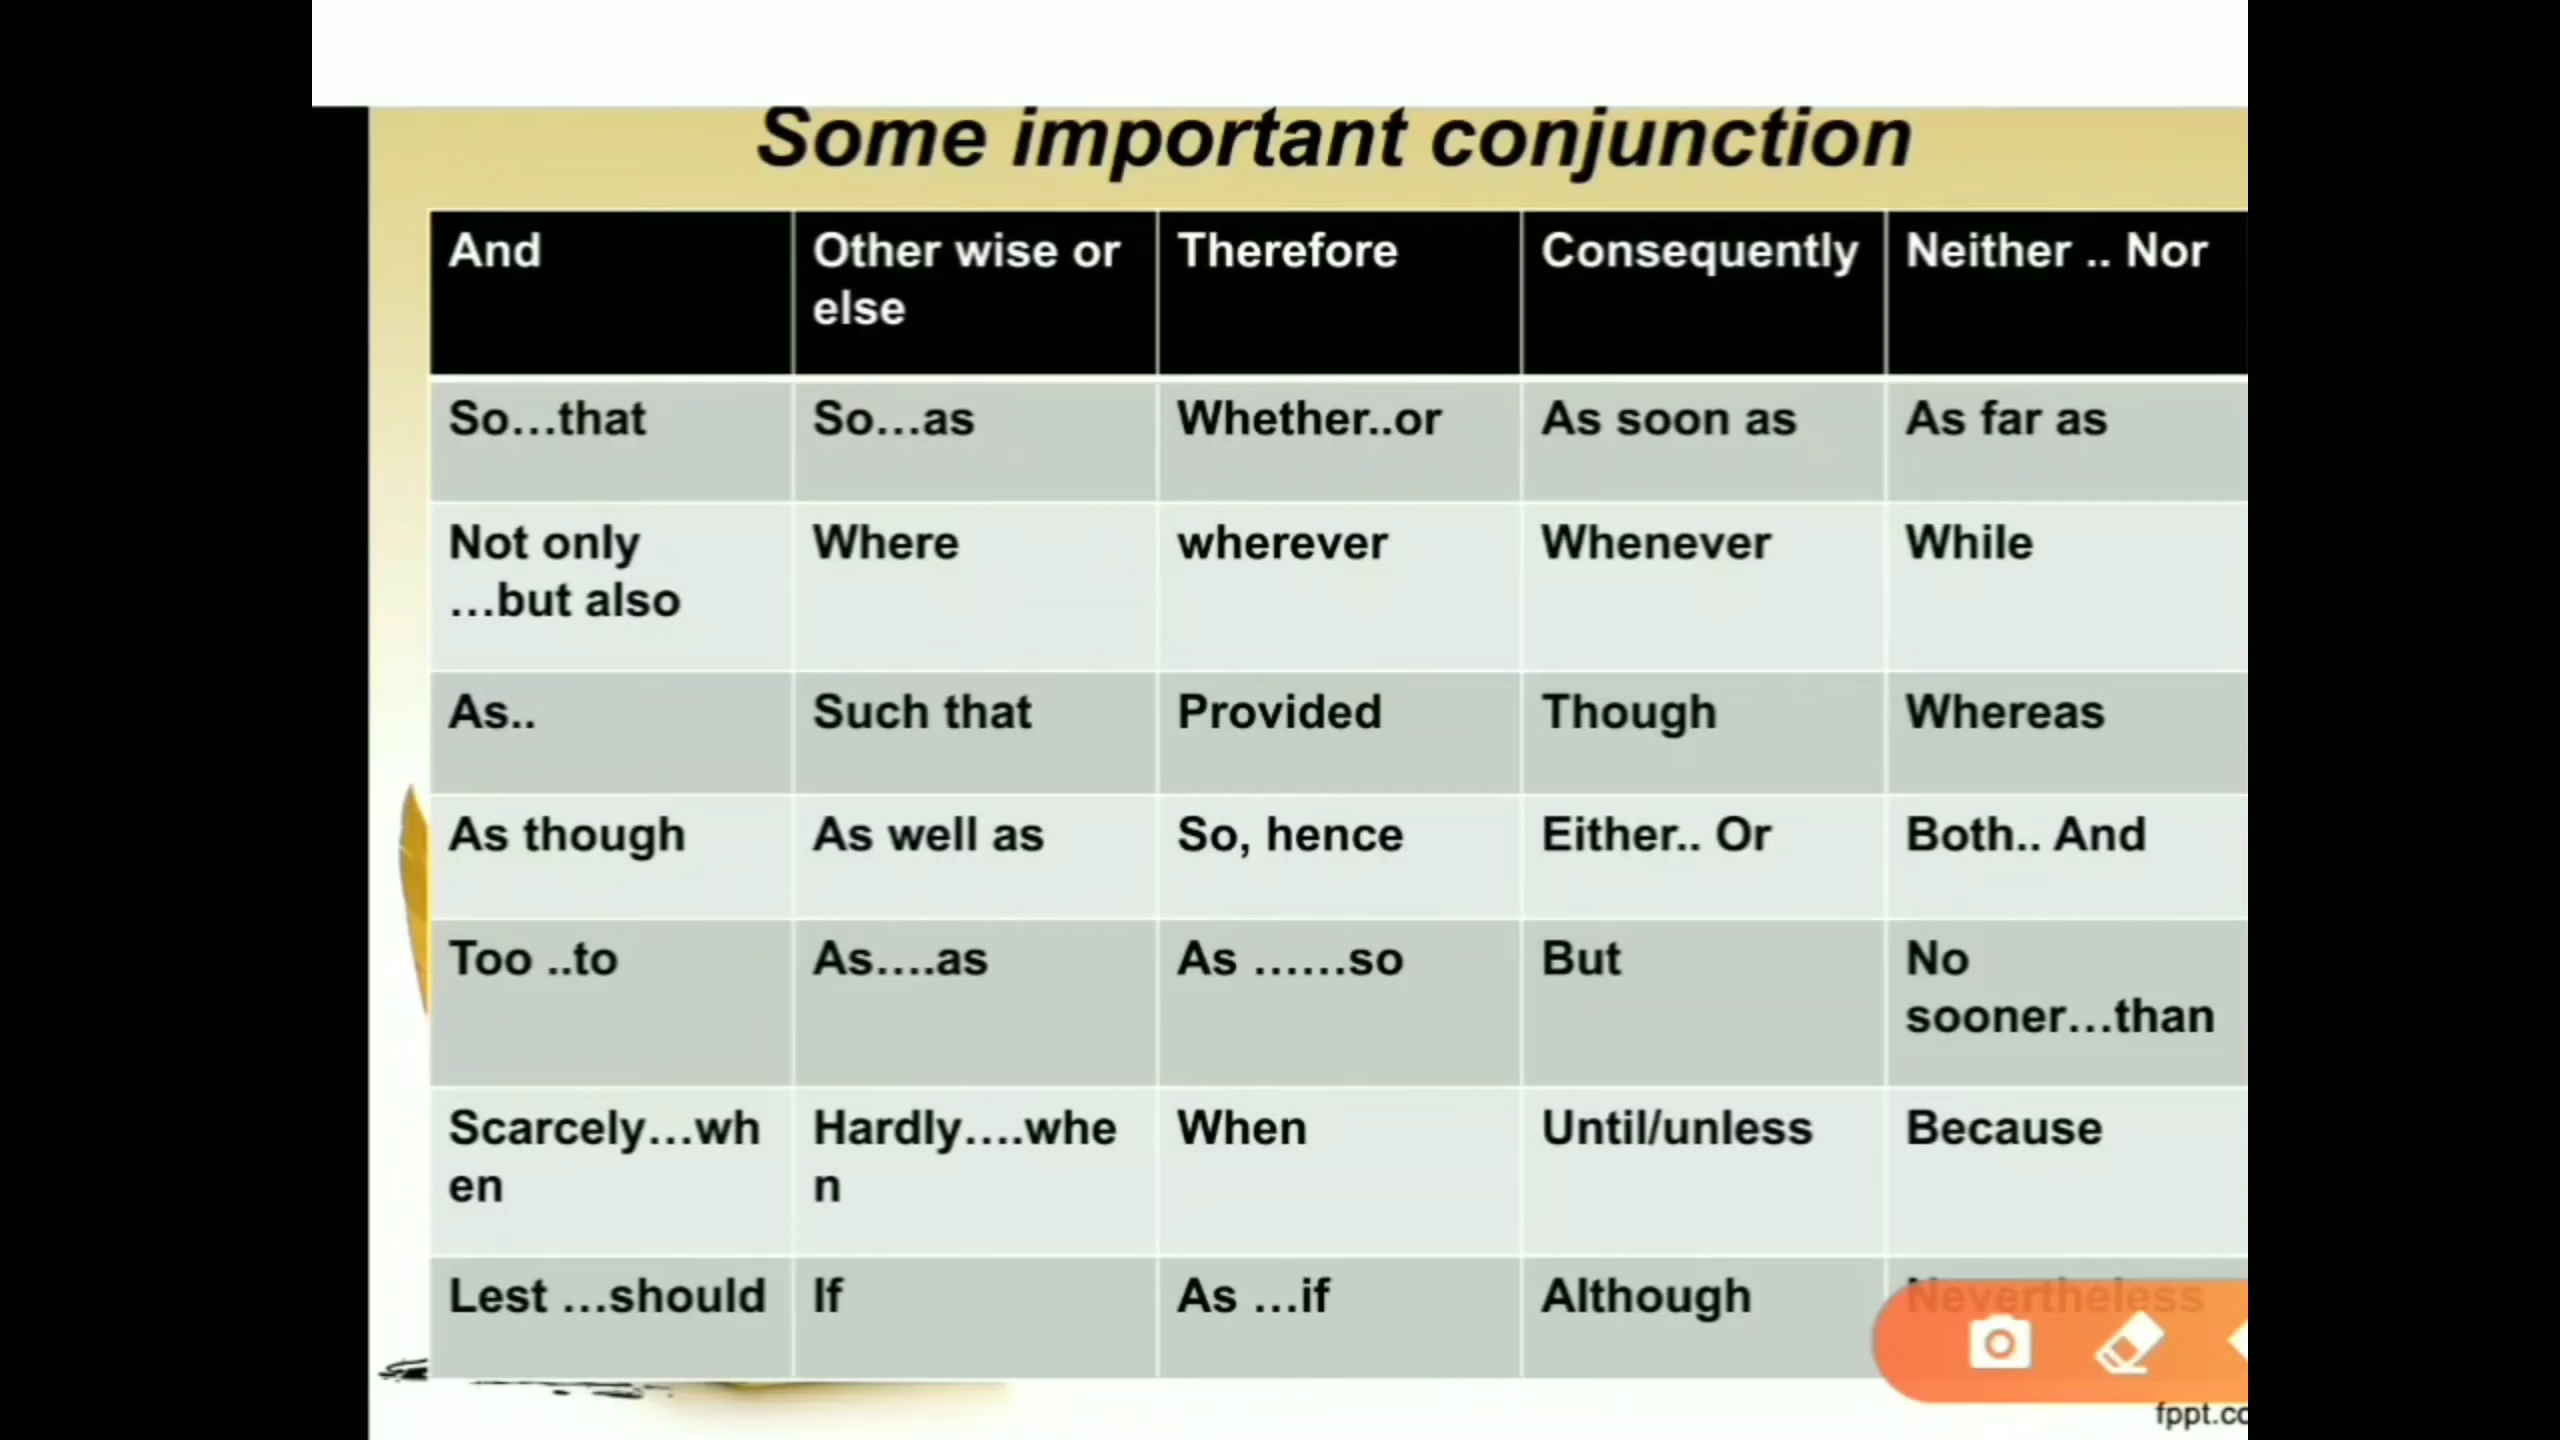 Some important conjunction
And
Other wise or
else
Therefore
Consequently
Neither .. Nor
So...that
So...as
Whether..or
As soon as
As far as
Not only
...but also
Where
wherever
Whenever
While
As..
Such that
Provided
Though
Whereas
As though
As well as
So, hence
Either.. Or
Both.. And
Too ..to
As....as
As ......so
But
No
sooner...than
Scarcely...wh
en
Hardly....whe
n
When
Until/unless
Because
Lest ...should
If
As ...if
Although
Nevertheless
fppt.co